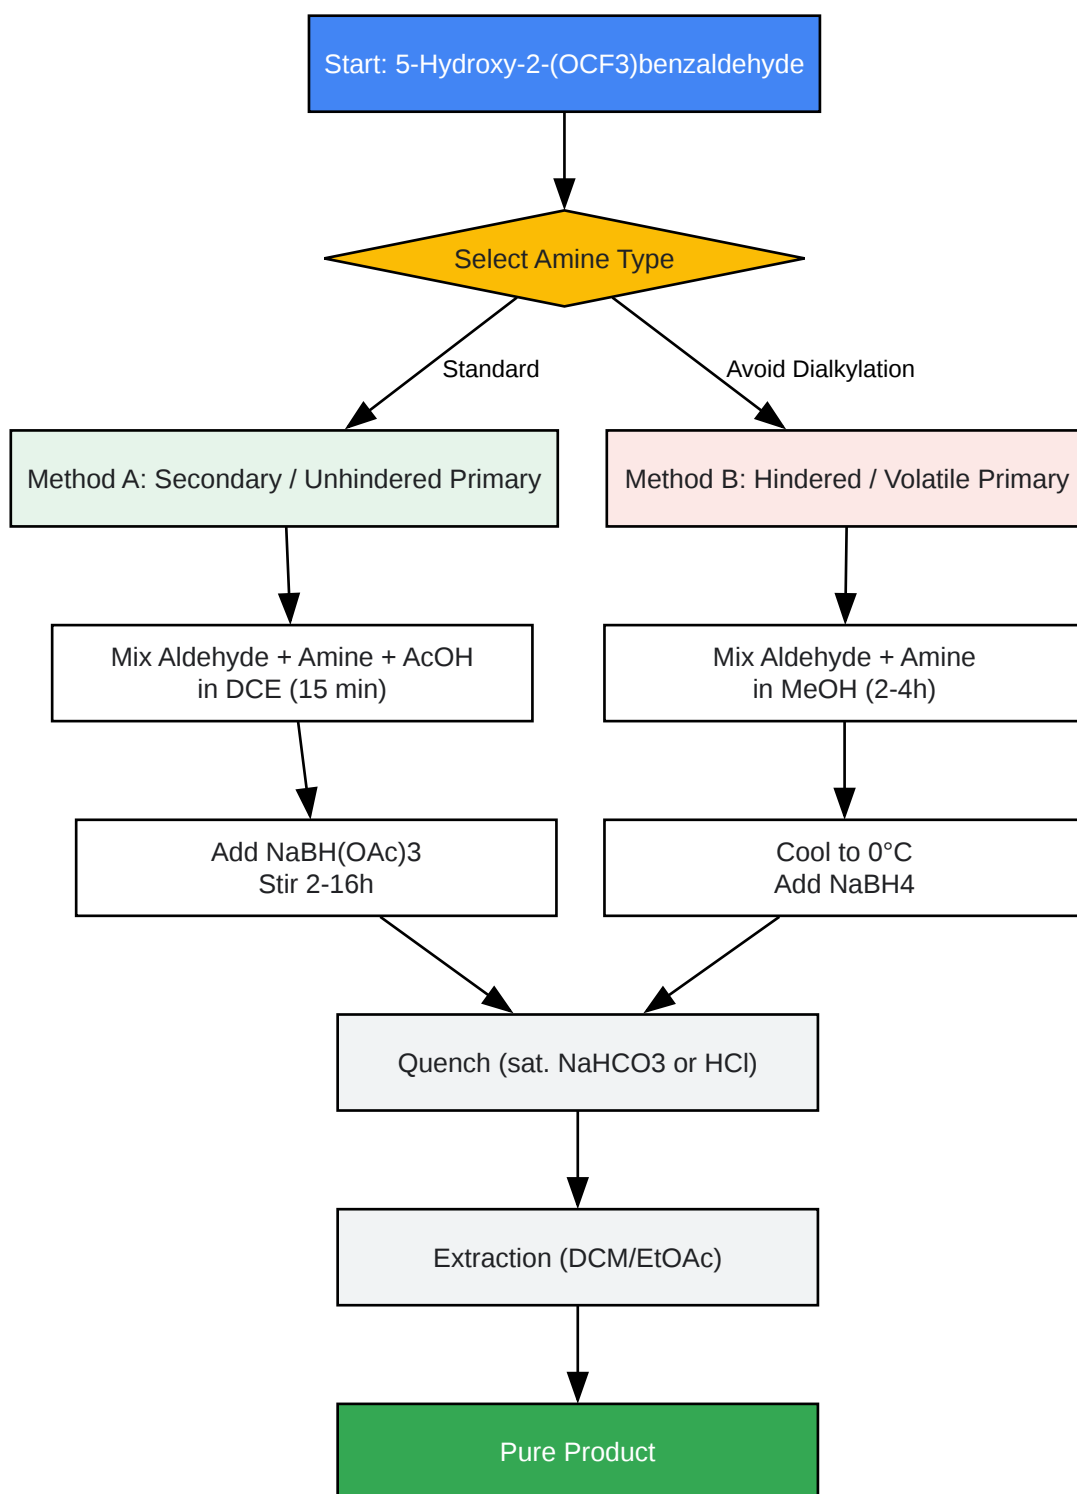 Start: 5-Hydroxy-2-(OCF3)benzaldehyde
Select Amine Type
Standard
Avoid Dialkylation
Method A: Secondary / Unhindered Primary
Method B: Hindered / Volatile Primary
Mix Aldehyde + Amine + AcOH
in DCE (15 min)
Mix Aldehyde + Amine
in MeOH (2-4h)
Add NaBH(OAc)3
Stir 2-16h
Cool to 0°C
Add NaBH4
Quench (sat. NaHCO3 or HCl)
Extraction (DCM/EtOAc)
Pure Product